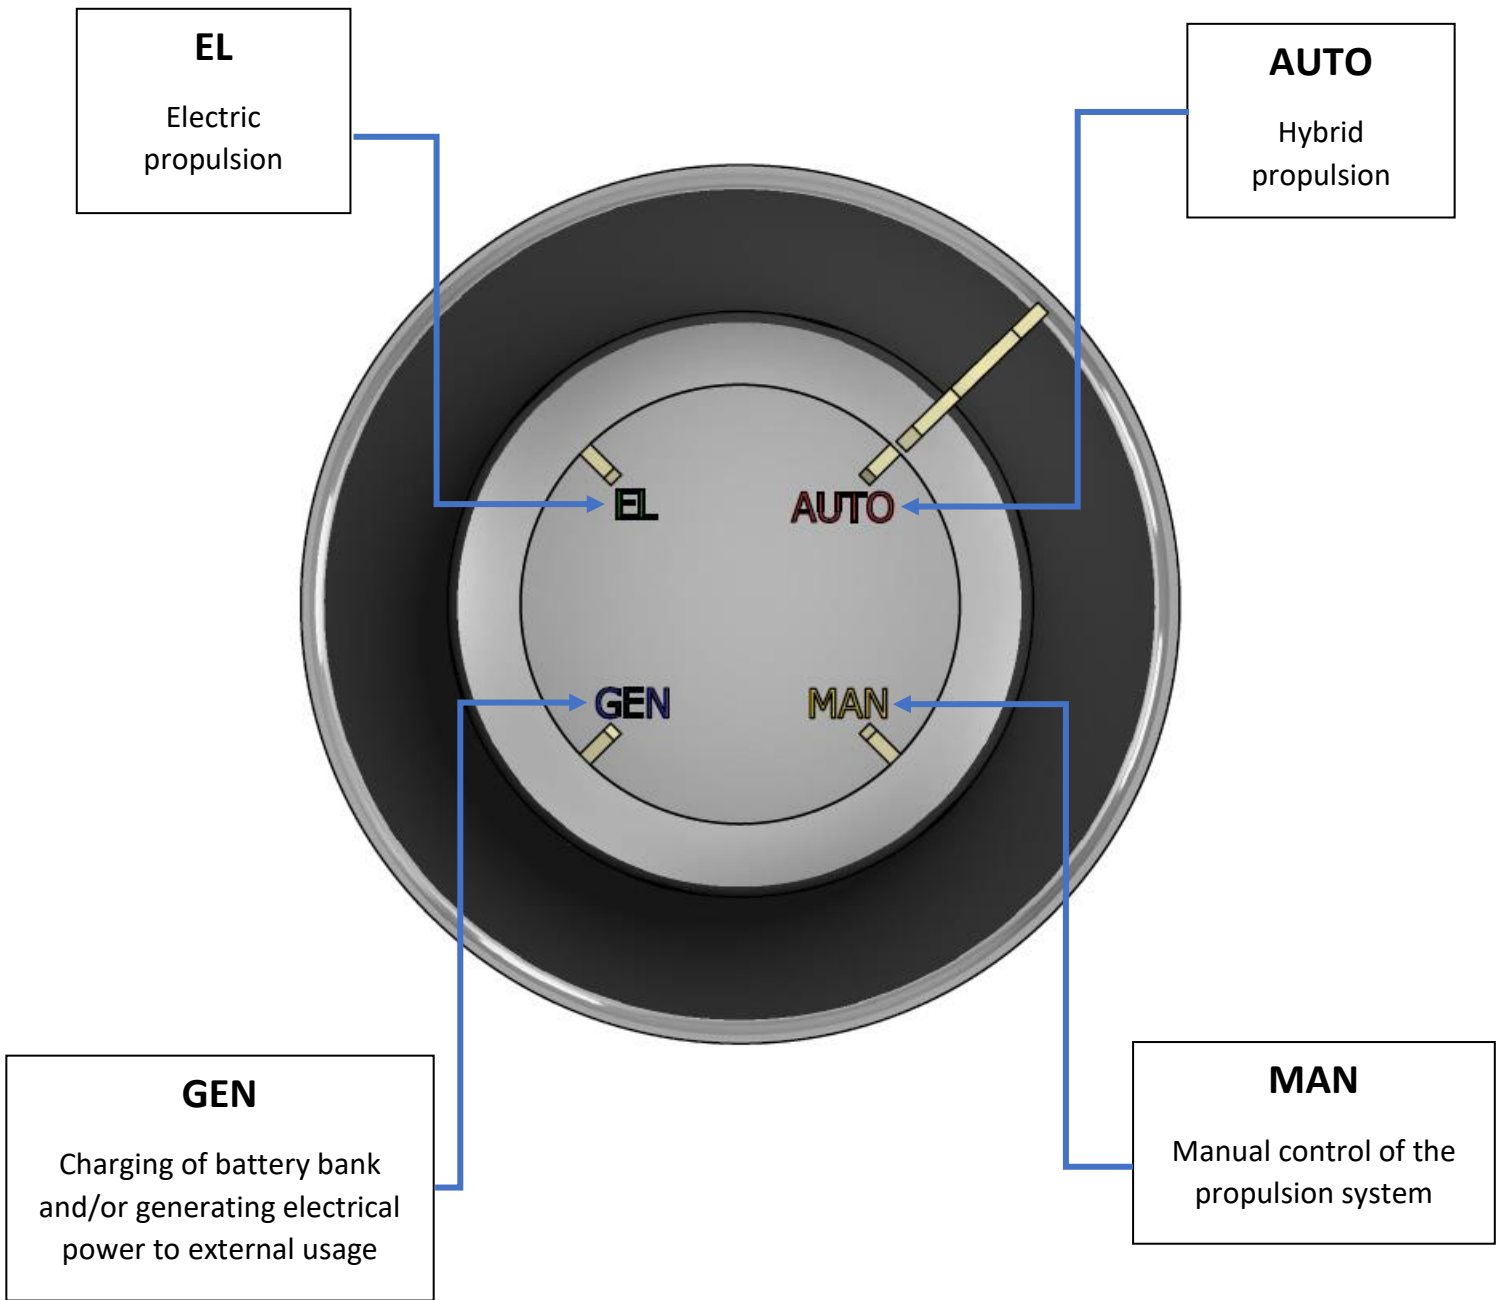 EL
Electric
propulsion
AUTO
Hybrid
propulsion
EL
AUTO
GEN
MAN
GEN
Charging of battery bank
and/or generating electrical
power to external usage
MAN
Manual control of the
propulsion system